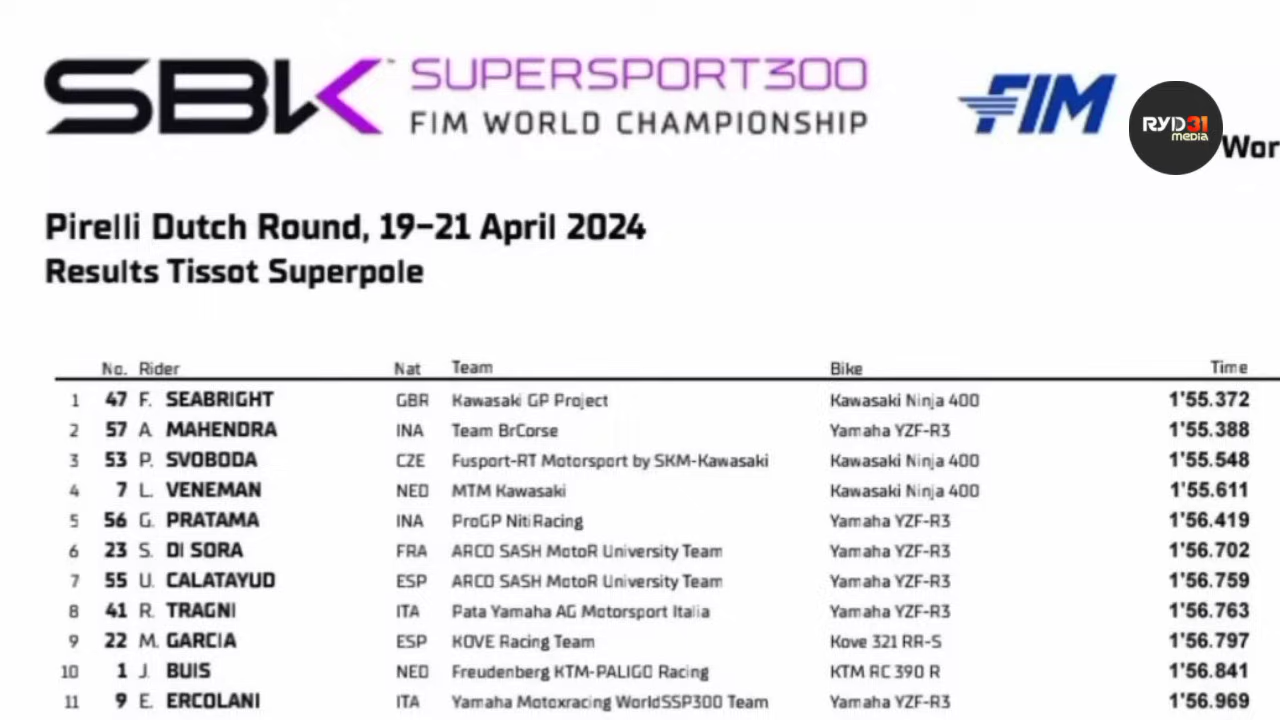 SBK SUPERSPORT300
FIM WORLD CHAMPIONSHIP
FIM
RYD31
media
Wor
Pirelli Dutch Round, 19–21 April 2024
Results Tissot Superpole
No. Rider Nat Team Bike Time
1 47 F. SEABRIGHT GBR Kawasaki GP Project Kawasaki Ninja 400 1'55.372
2 57 A. MAHENDRA INA Team BrCorse Yamaha YZF-R3 1'55.388
3 53 P. SVOBODA CZE Fusport-RT Motorsport by SKM-Kawasaki Kawasaki Ninja 400 1'55.548
4 7 L. VENEMAN NED MTM Kawasaki Kawasaki Ninja 400 1'55.611
5 56 G. PRATAMA INA ProGP NitiRacing Yamaha YZF-R3 1'56.419
6 23 S. DI SORA FRA ARCO SASH MotoR University Team Yamaha YZF-R3 1'56.702
7 55 U. CALATAYUD ESP ARCO SASH MotoR University Team Yamaha YZF-R3 1'56.759
8 41 R. TRAGNI ITA Pata Yamaha AG Motorsport Italia Yamaha YZF-R3 1'56.763
9 22 M. GARCIA ESP KOVE Racing Team Kove 321 RR-S 1'56.797
10 1 J. BUIS NED Freudenberg KTM-PALIGO Racing KTM RC 390 R 1'56.841
11 9 E. ERCOLANI ITA Yamaha Motoxracing WorldSSP300 Team Yamaha YZF-R3 1'56.969